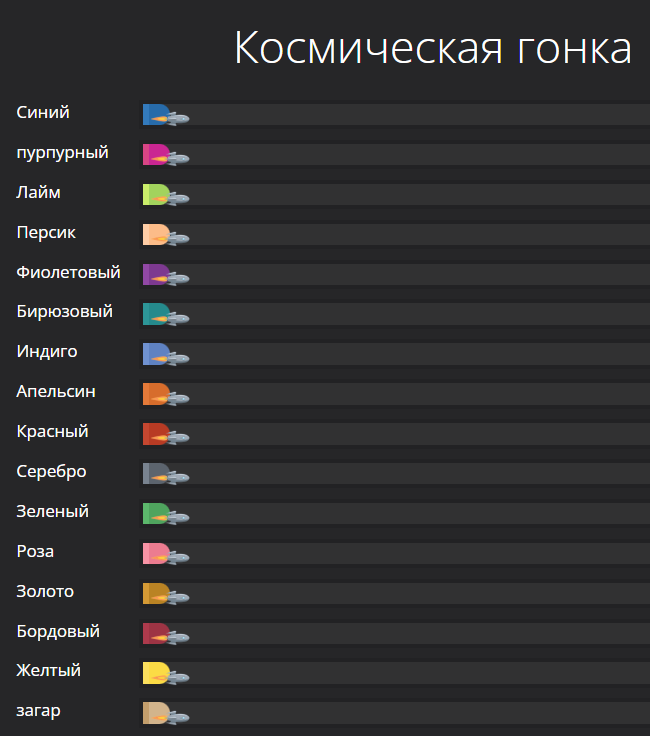 Космическая гонка
Синий
пурпурный
Лайм
Персик
Фиолетовый
Бирюзовый
Индиго
Апельсин
Красный
Серебро
Зеленый
Роза
Золото
Бордовый
Желтый
загар